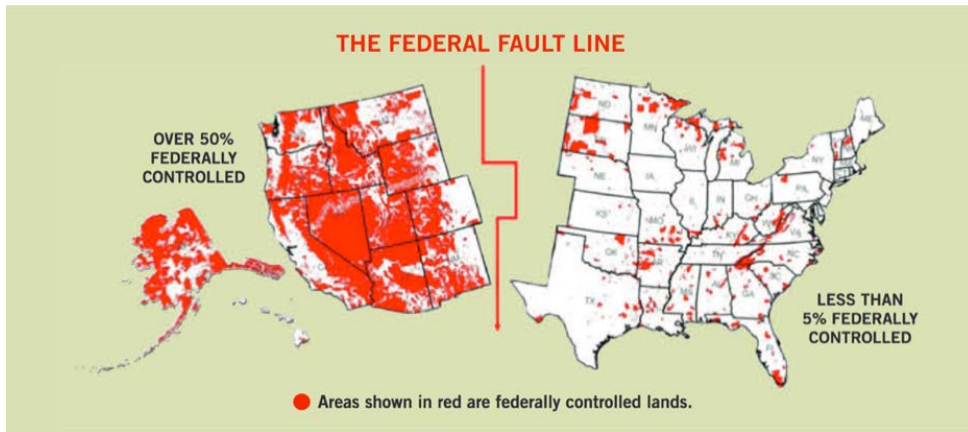 THE FEDERAL FAULT LINE
OVER 50%
FEDERALLY
CONTROLLED
ND
MN
WI
MI
NY
ME
NE
IA
PA
IL
IN
OH
KS
MO
KY
VA
OK
TN
NC
SC
TX
MS
AL
GA
FL
LESS THAN
5% FEDERALLY
CONTROLLED
Areas shown in red are federally controlled lands.